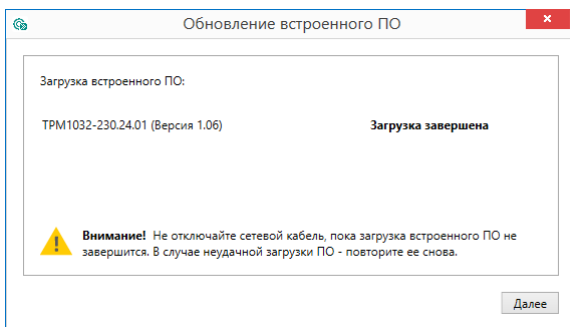 Обновление встроенного ПО
Загрузка встроенного ПО:
ТРМ1032-230.24.01 (Версия 1.06) Загрузка завершена
Внимание! Не отключайте сетевой кабель, пока загрузка встроенного ПО не
завершится. В случае неудачной загрузки ПО - повторите ее снова.
Далее